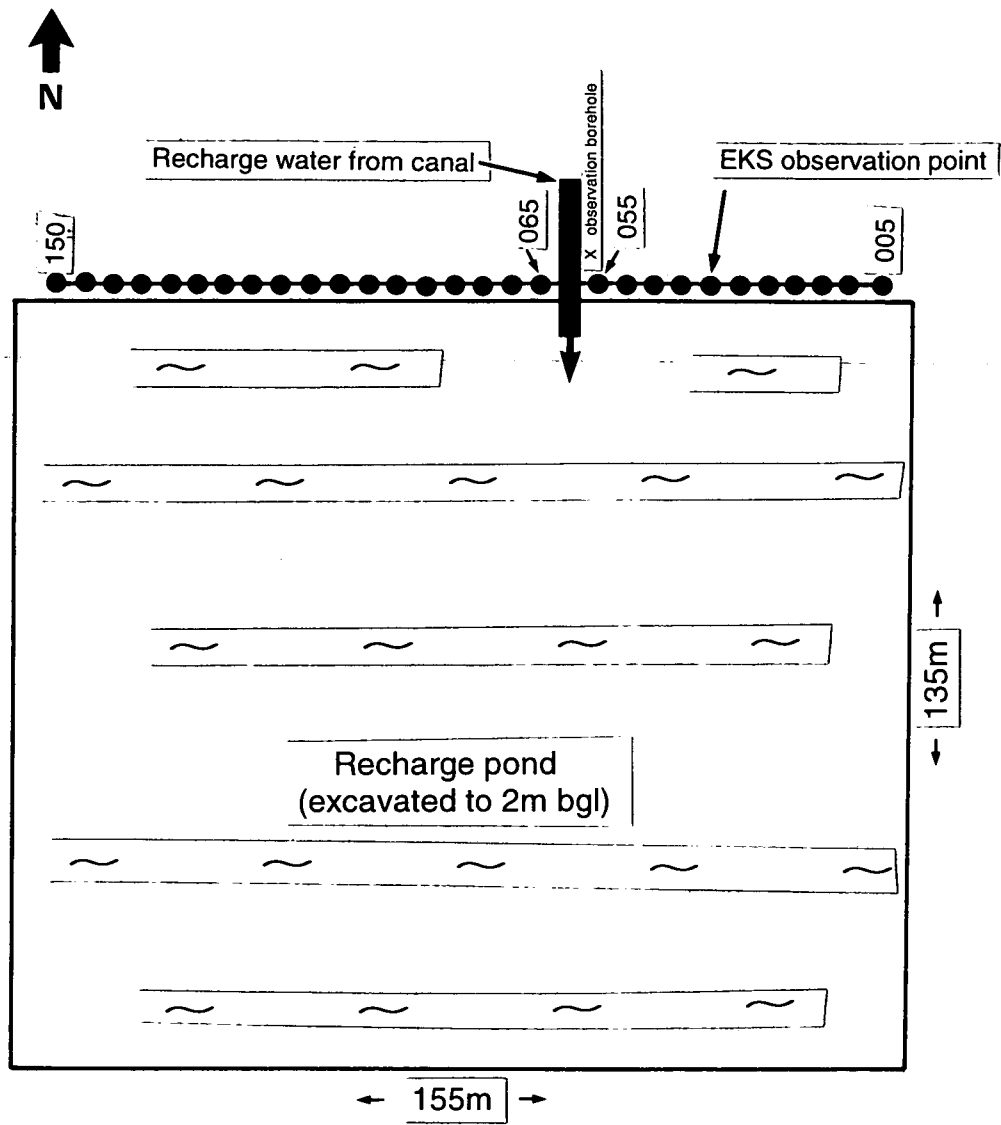 N
Recharge water from canal
X observation borehole
EKS observation point
150
065
055
005
135m
Recharge pond
(excavated to 2m bgl)
155m